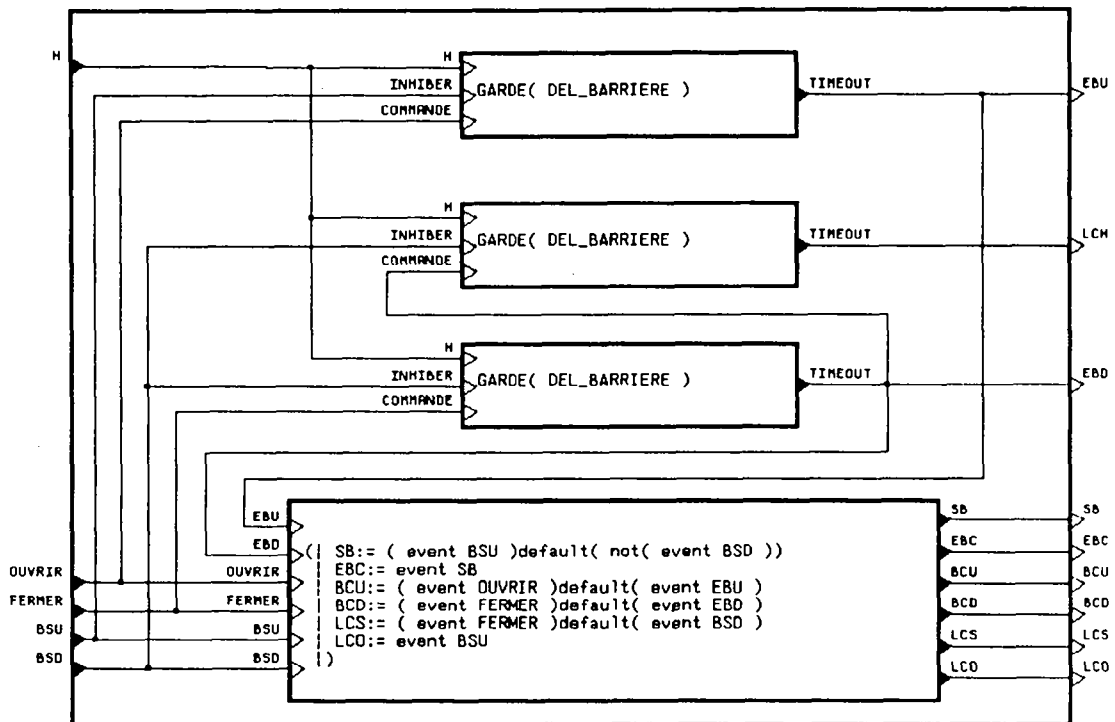 H
H
INHIBER
GARDE( DEL_BARRIERE )
COMMANDE
TIMEOUT
EBU
H
INHIBER
GARDE( DEL_BARRIERE )
COMMANDE
TIMEOUT
LCH
H
INHIBER
GARDE( DEL_BARRIERE )
COMMANDE
TIMEOUT
EBD
EBU
EBD
OUVRIR
OUVRIR
FERMER
FERMER
BSU
BSU
BSD
BSD
(| SB:= ( event BSU )default( not( event BSD ))
| EBC:= event SB
| BCU:= ( event OUVRIR )default( event EBU )
| BCD:= ( event FERMER )default( event EBD )
| LCS:= ( event FERMER )default( event BSD )
| LCO:= event BSU
|)
SB
SB
EBC
EBC
BCU
BCU
BCD
BCD
LCS
LCS
LCO
LCO